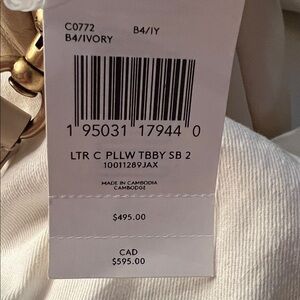 C0772 B4/IY
B4/IVORY
1 95031 17944 0
LTR C PLLW TBBY SB 2
10011289JAX
MADE IN CAMBODIA
$495.00
CAD
$595.00